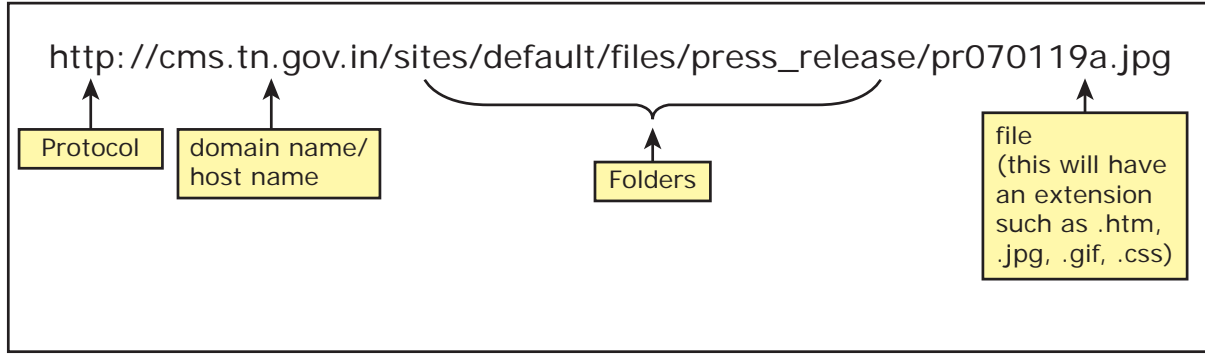 http://cms.tn.gov.in/sites/default/files/press_release/pr070119a.jpg
Protocol
domain name/
host name
Folders
file
(this will have
an extension
such as .htm,
.jpg, .gif, .css)